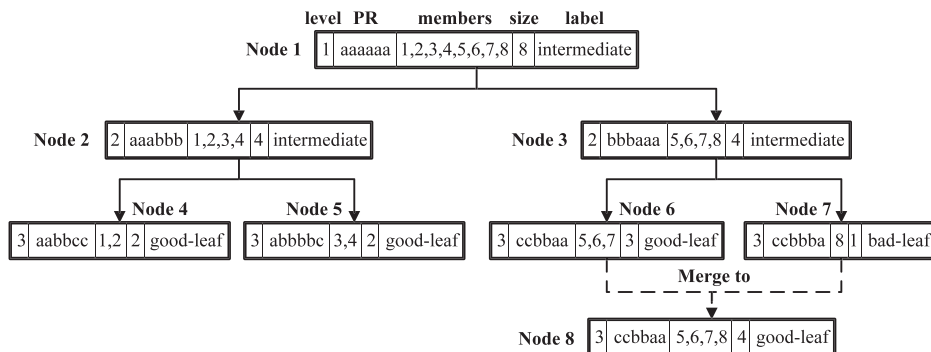 level PR members size label
Node 1 1 aaaaaa 1,2,3,4,5,6,7,8 8 intermediate
Node 2 2 aaabbb 1,2,3,4 4 intermediate
Node 3 2 bbbaaa 5,6,7,8 4 intermediate
Node 4 Node 5 Node 6 Node 7
3 aabbcc 1,2 2 good-leaf
3 abbbbc 3,4 2 good-leaf
3 ccbbaa 5,6,7 3 good-leaf
3 ccbbba 8 1 bad-leaf
Merge to
Node 8 3 ccbbaa 5,6,7,8 4 good-leaf